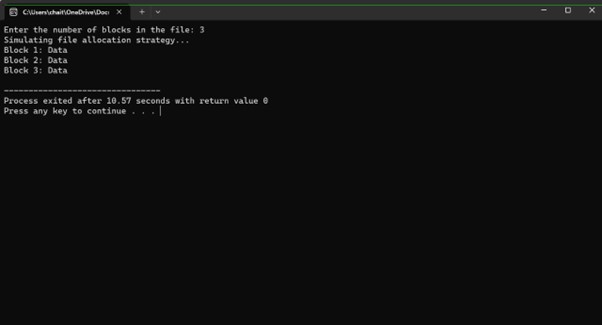 C:\Users\chait\OneDrive\Docu
Enter the number of blocks in the file: 3
Simulating file allocation strategy...
Block 1: Data
Block 2: Data
Block 3: Data
--------------------------------
Process exited after 10.57 seconds with return value 0
Press any key to continue . . .